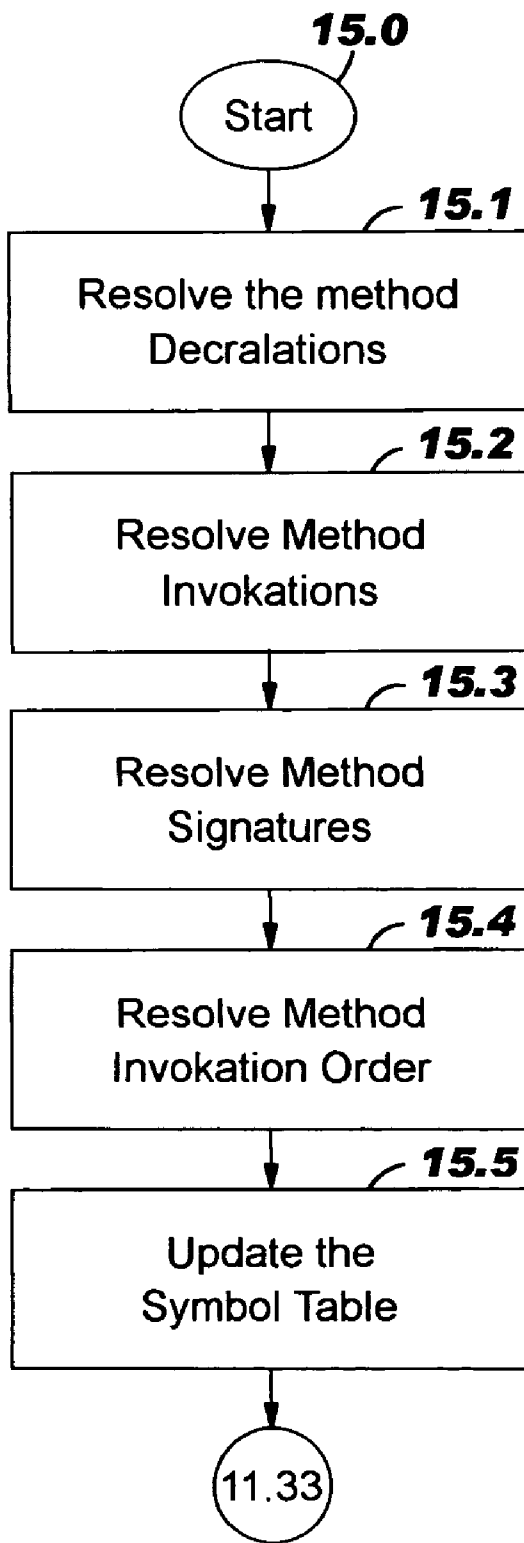 15.0
Start
15.1
Resolve the method
Decralations
15.2
Resolve Method
Invokations
15.3
Resolve Method
Signatures
15.4
Resolve Method
Invokation Order
15.5
Update the
Symbol Table
11.33